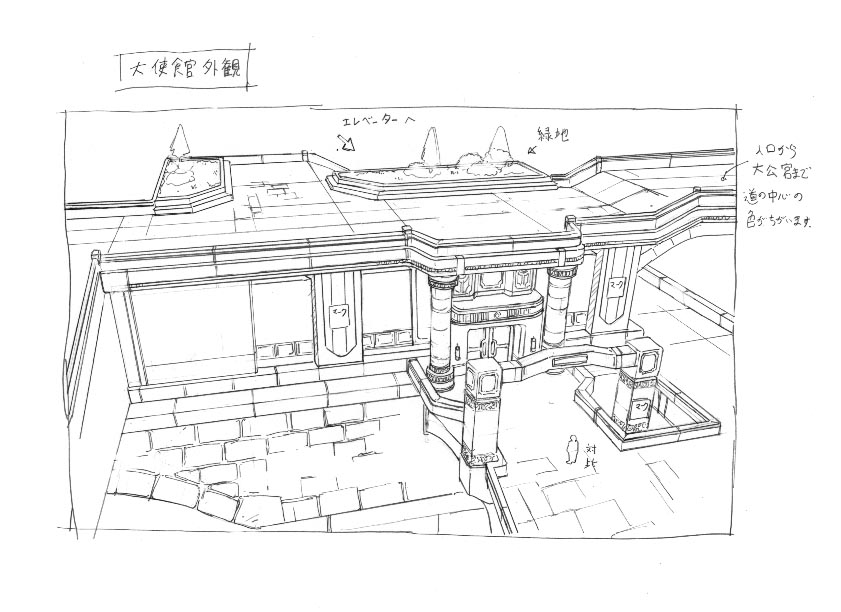 大使館外観
エレベーターへ
緑地
入口から
大公宮まで
道の中心の
色がちがいます。
マーク
マーク
マーク
対比